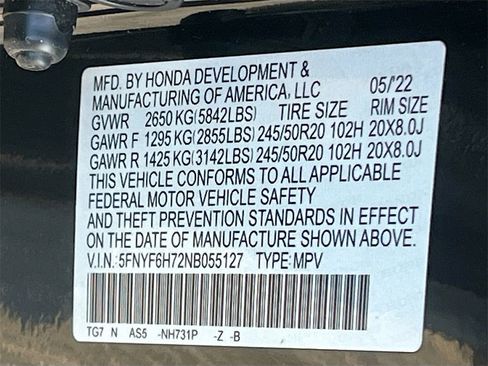 MFD. BY HONDA DEVELOPMENT &
MANUFACTURING OF AMERICA, LLC 05/'22
GVWR 2650 KG(5842LBS) TIRE SIZE RIM SIZE
GAWR F 1295 KG(2855LBS) 245/50R20 102H 20X8.0J
GAWR R 1425 KG(3142LBS) 245/50R20 102H 20X8.0J
THIS VEHICLE CONFORMS TO ALL APPLICABLE
FEDERAL MOTOR VEHICLE SAFETY
AND THEFT PREVENTION STANDARDS IN EFFECT
ON THE DATE OF MANUFACTURE SHOWN ABOVE.
V.I.N.: 5FNYF6H72NB055127 TYPE: MPV
TG7 N AS5 -NH731P -Z -B